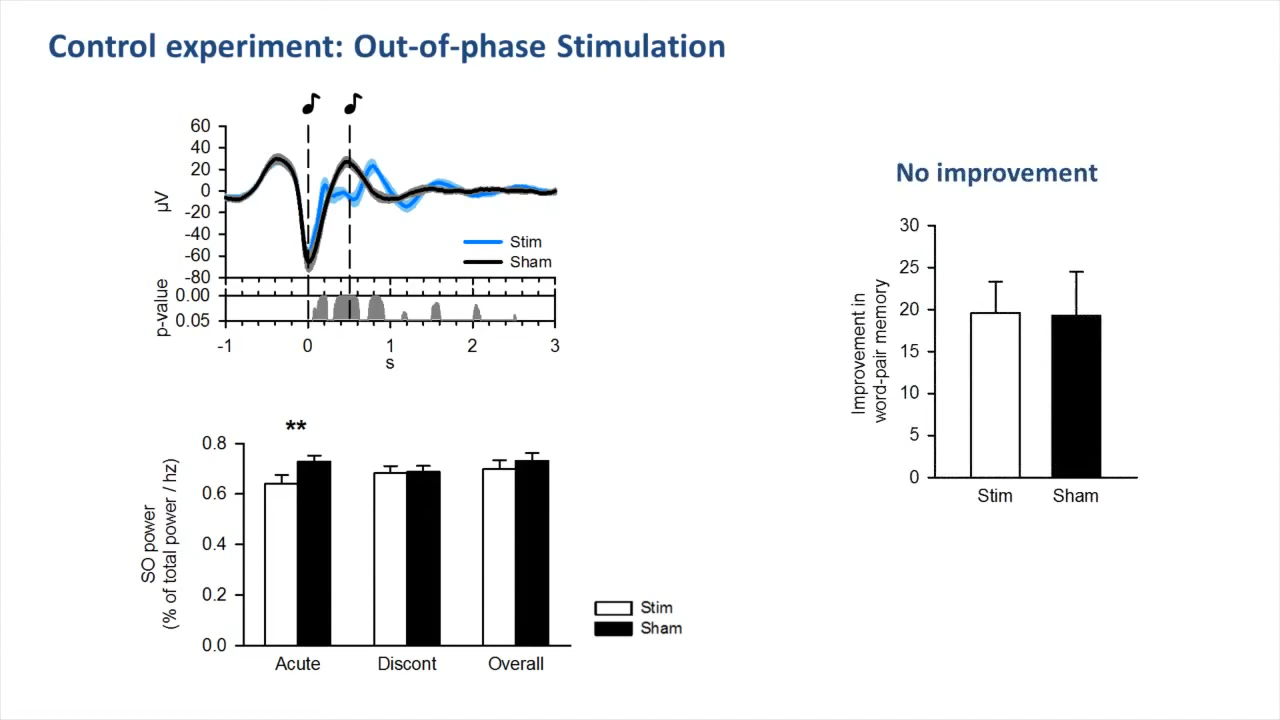 Control experiment: Out-of-phase Stimulation
60
40
20
0
-20
-40
-60
-80
µV
Stim
Sham
p-value
0.00
0.05
-1
0
1
2
3
s
**
0.8
0.6
0.4
0.2
0.0
SO power
(% of total power / hz)
Acute
Discont
Overall
Stim
Sham
No improvement
30
25
20
15
10
5
0
Improvement in
word-pair memory
Stim
Sham